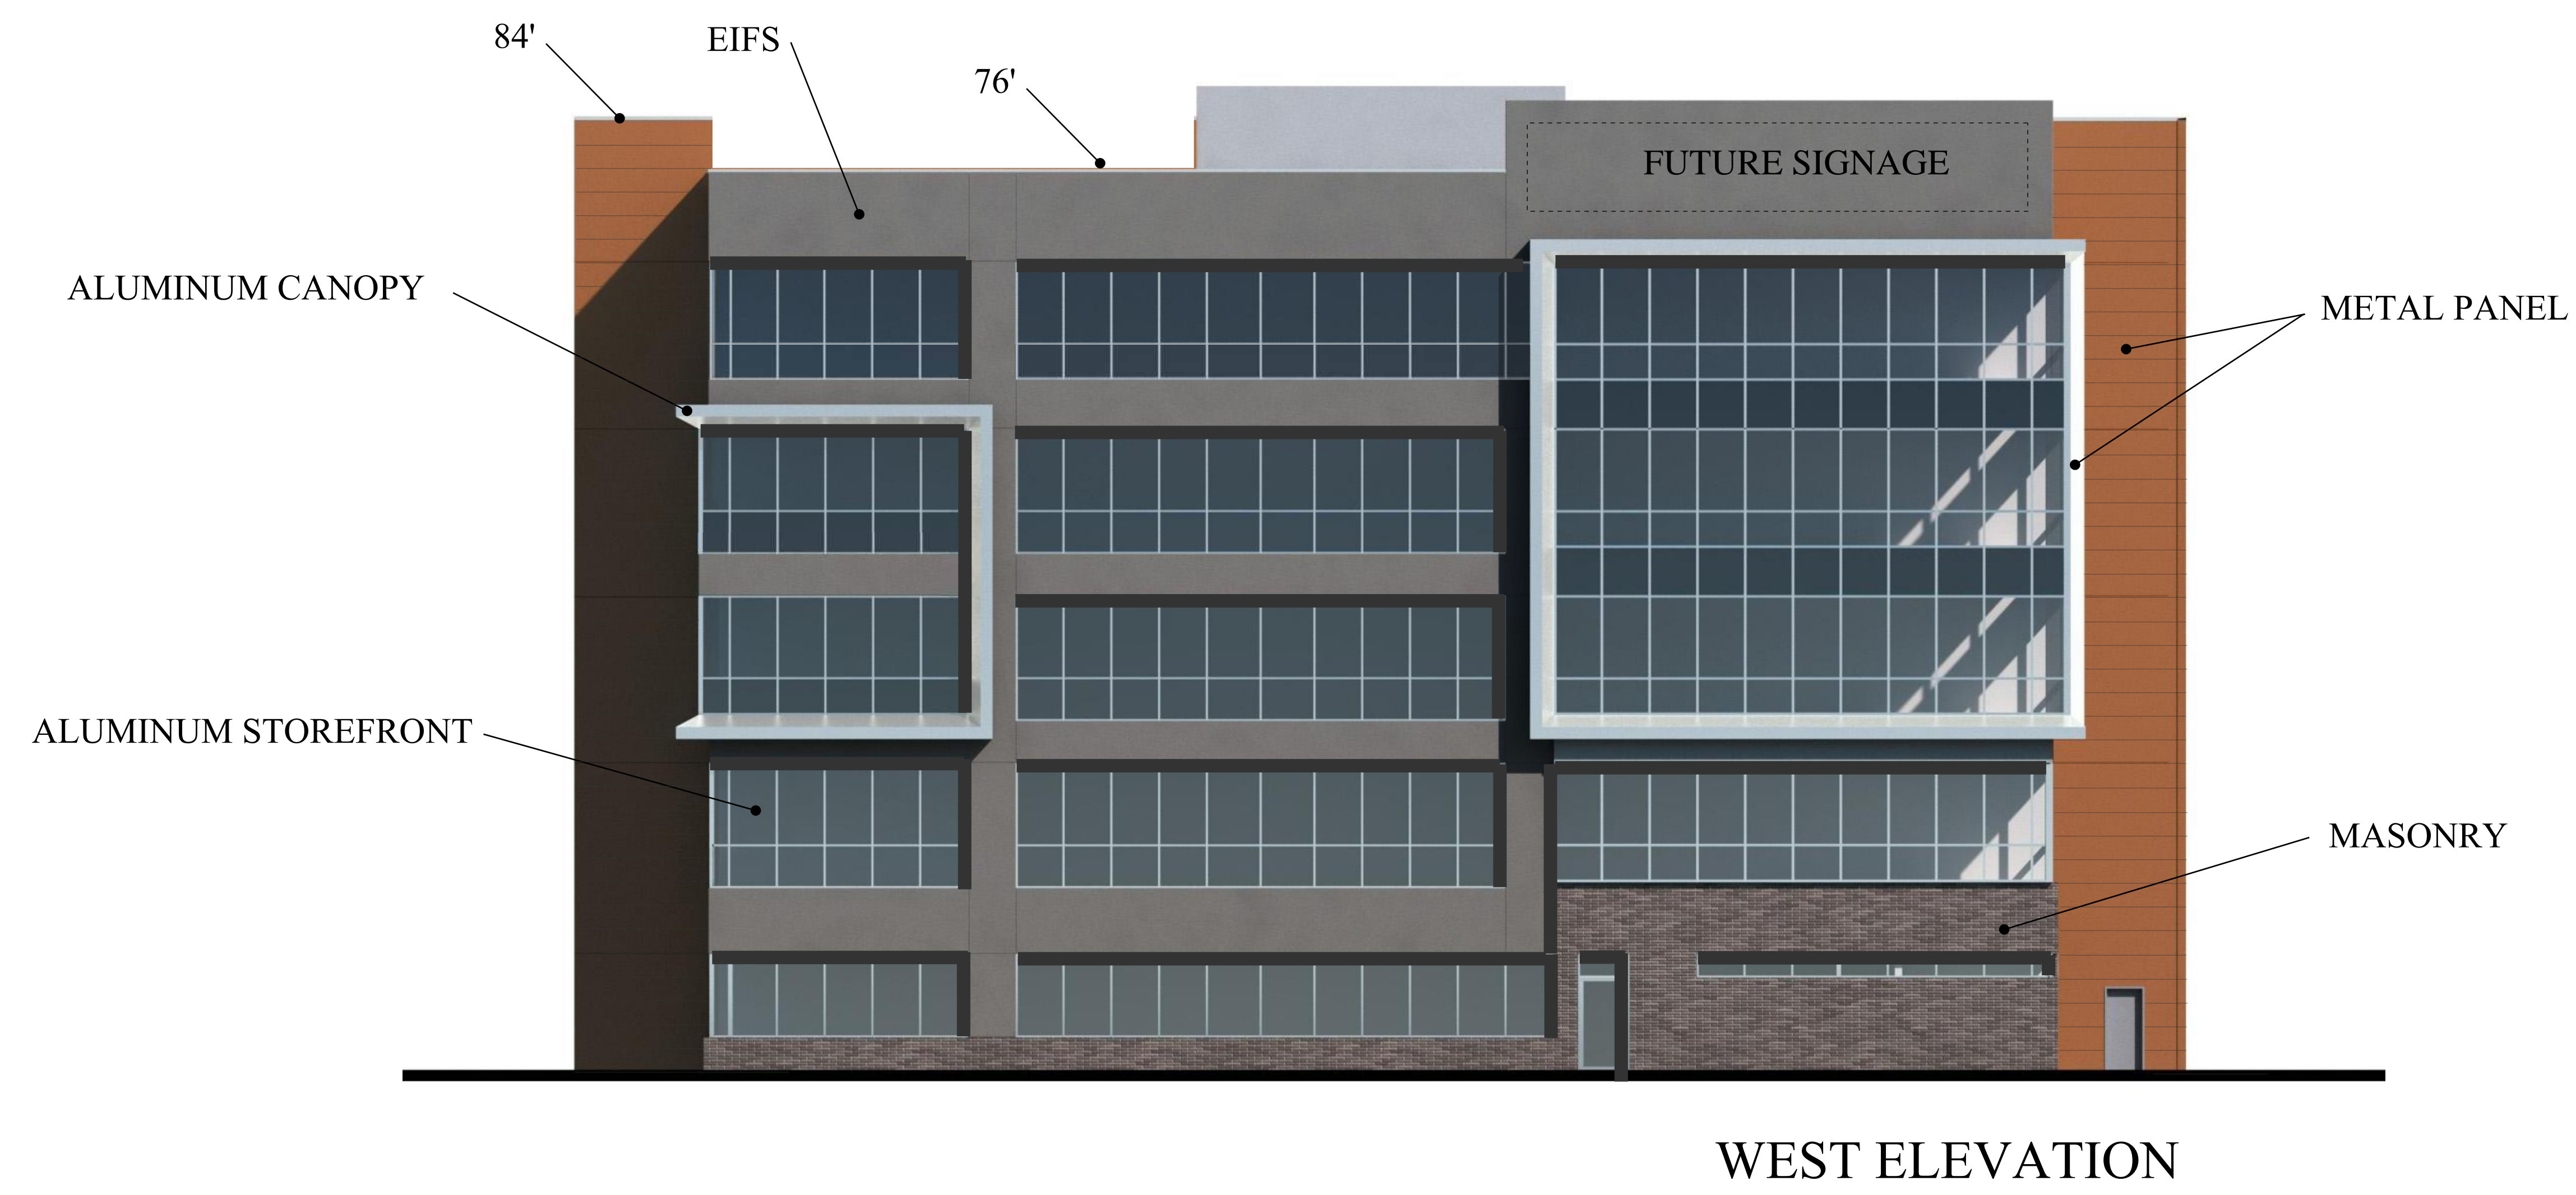 84'
EIFS
76'
FUTURE SIGNAGE
ALUMINUM CANOPY
METAL PANEL
ALUMINUM STOREFRONT
MASONRY
WEST ELEVATION